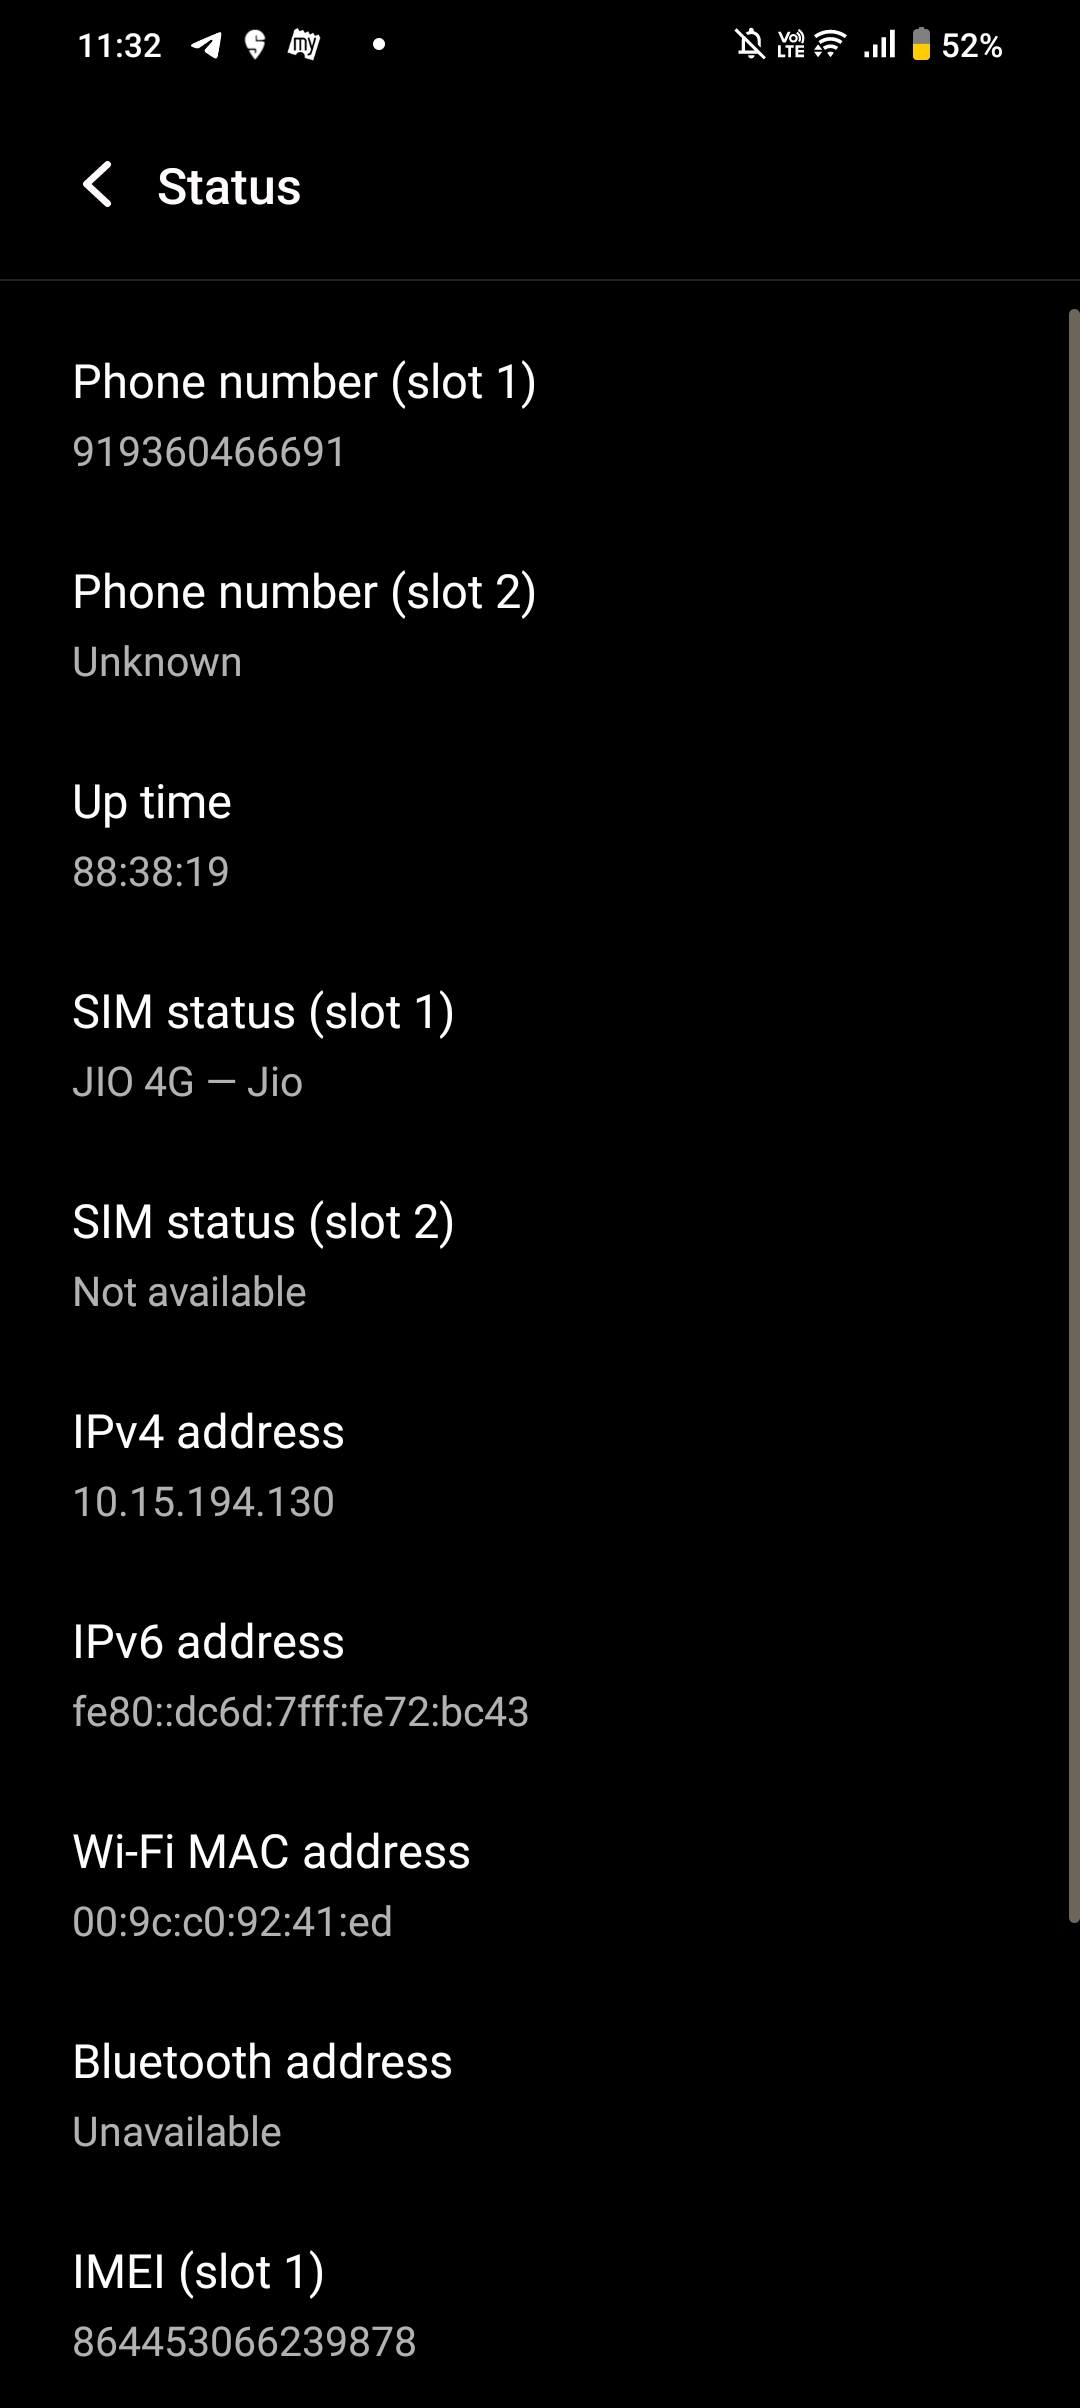 11:32 my Vo) LTE 52%
Status
Phone number (slot 1)
919360466691
Phone number (slot 2)
Unknown
Up time
88:38:19
SIM status (slot 1)
JIO 4G — Jio
SIM status (slot 2)
Not available
IPv4 address
10.15.194.130
IPv6 address
fe80::dc6d:7fff:fe72:bc43
Wi-Fi MAC address
00:9c:c0:92:41:ed
Bluetooth address
Unavailable
IMEI (slot 1)
864453066239878